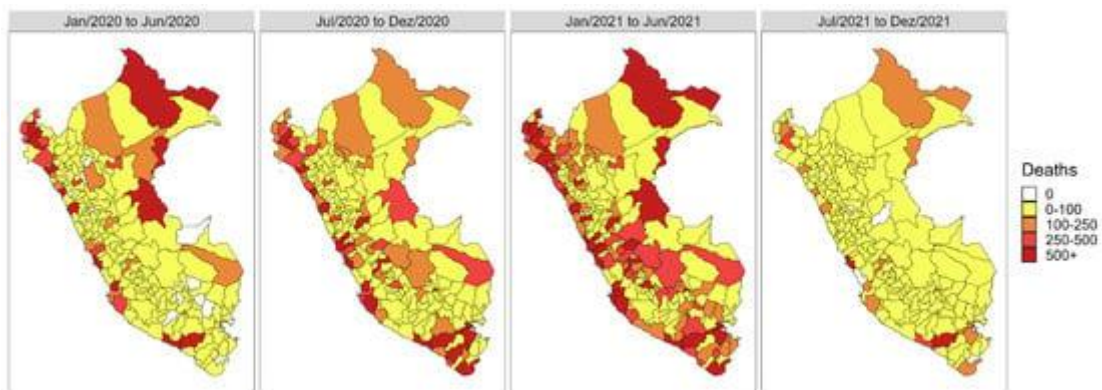 Jan/2020 to Jun/2020
Jul/2020 to Dez/2020
Jan/2021 to Jun/2021
Jul/2021 to Dez/2021
Deaths
0
0-100
100-250
250-500
500+